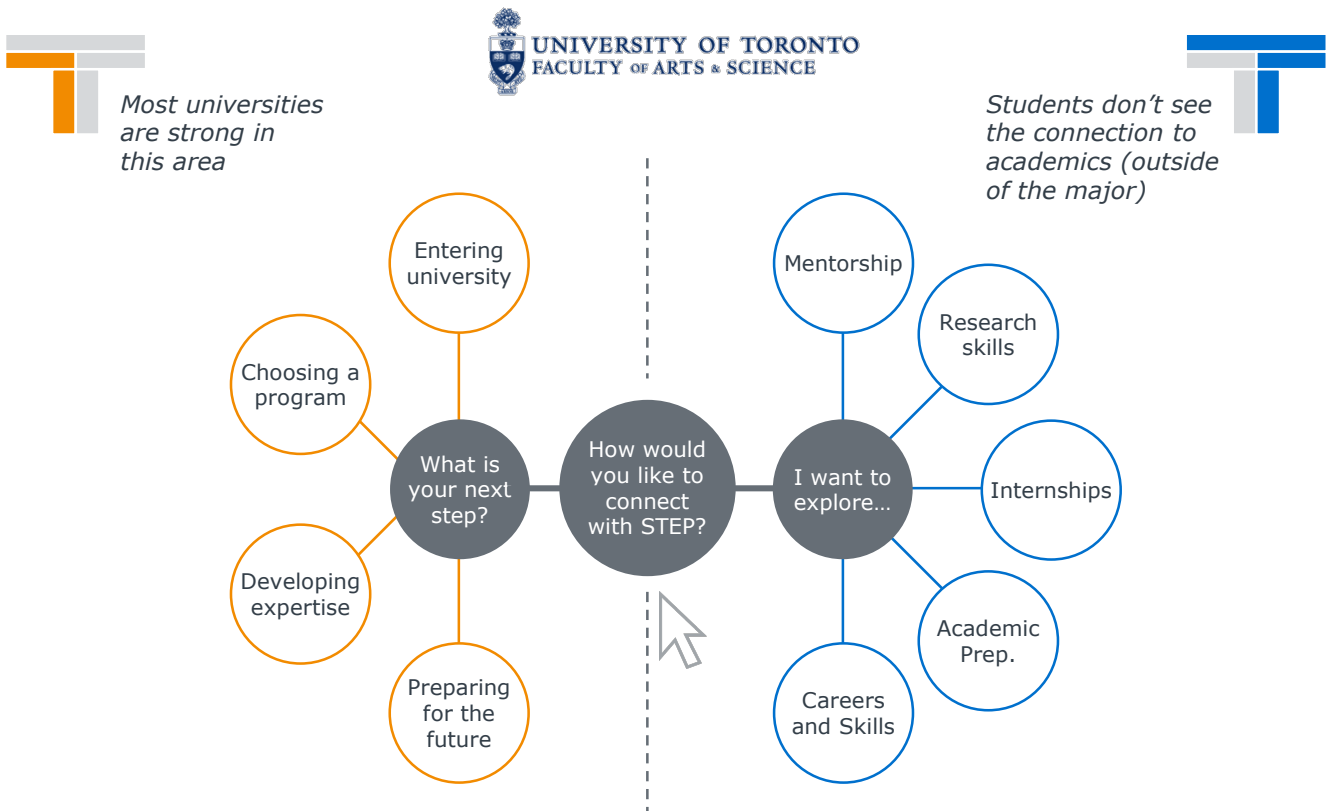 UNIVERSITY OF TORONTO
FACULTY OF ARTS & SCIENCE
Most universities
are strong in
this area
Students don’t see
the connection to
academics (outside
of the major)
Entering
university
Choosing a
program
Developing
expertise
Preparing
for the
future
What is
your next
step?
How would
you like to
connect
with STEP?
I want to
explore…
Mentorship
Research
skills
Internships
Academic
Prep.
Careers
and Skills